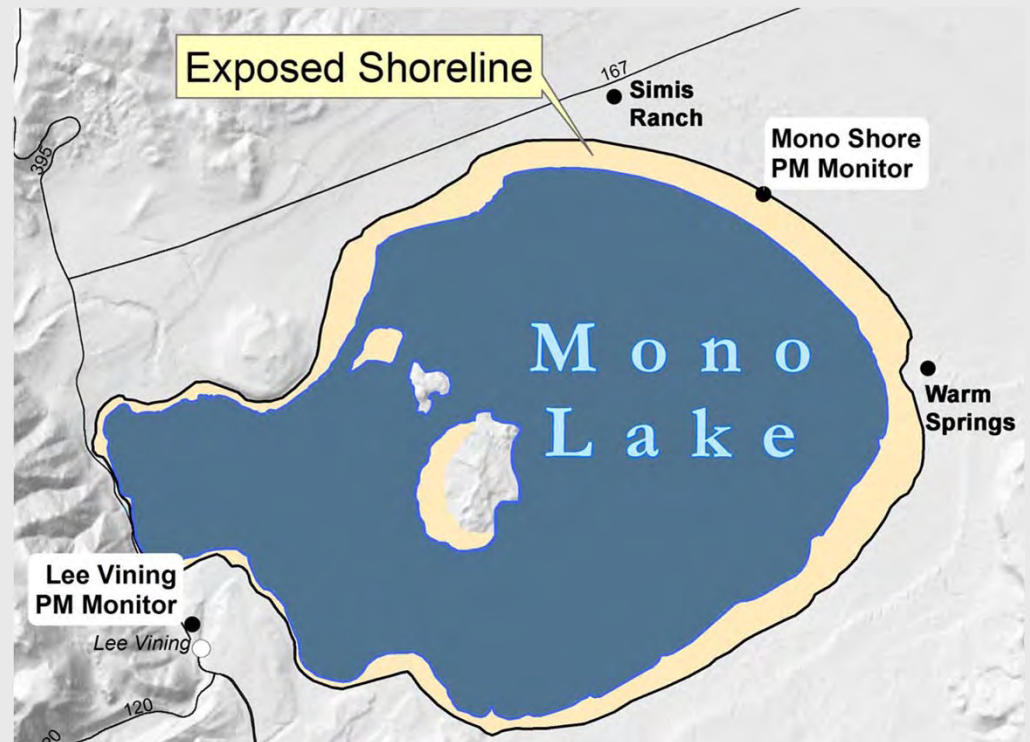 Exposed Shoreline
167
Simis
Ranch
Mono Shore
PM Monitor
395
Mono
Lake
Warm
Springs
Lee Vining
PM Monitor
Lee Vining
120